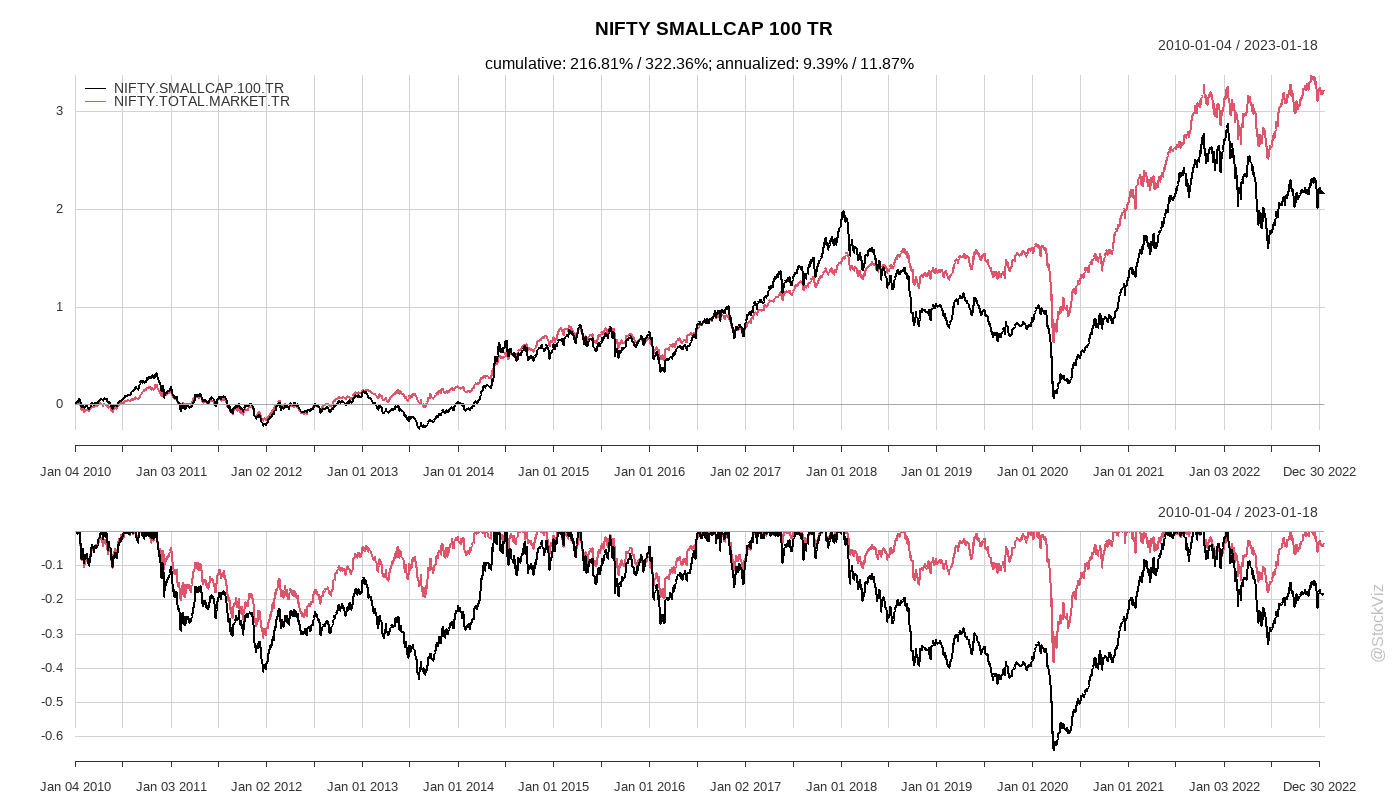 NIFTY SMALLCAP 100 TR
2010-01-04 / 2023-01-18
cumulative: 216.81% / 322.36%; annualized: 9.39% / 11.87%
NIFTY.SMALLCAP.100.TR
NIFTY.TOTAL.MARKET.TR
3
2
1
0
Jan 04 2010 Jan 03 2011 Jan 02 2012 Jan 01 2013 Jan 01 2014 Jan 01 2015 Jan 01 2016 Jan 02 2017 Jan 01 2018 Jan 01 2019 Jan 01 2020 Jan 01 2021 Jan 03 2022 Dec 30 2022
2010-01-04 / 2023-01-18
-0.1
-0.2
-0.3
-0.4
-0.5
-0.6
Jan 04 2010 Jan 03 2011 Jan 02 2012 Jan 01 2013 Jan 01 2014 Jan 01 2015 Jan 01 2016 Jan 02 2017 Jan 01 2018 Jan 01 2019 Jan 01 2020 Jan 01 2021 Jan 03 2022 Dec 30 2022
@StockViz